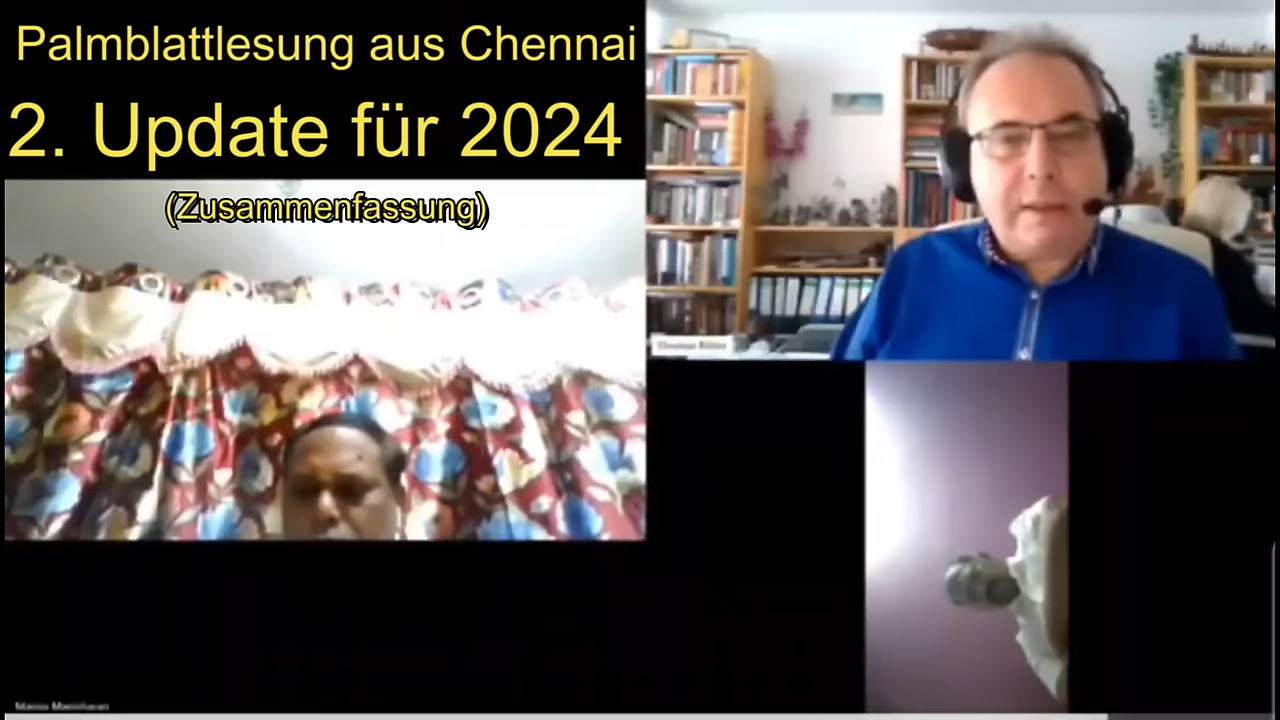 Palmblattlesung aus Chennai
2. Update für 2024
(Zusammenfassung)